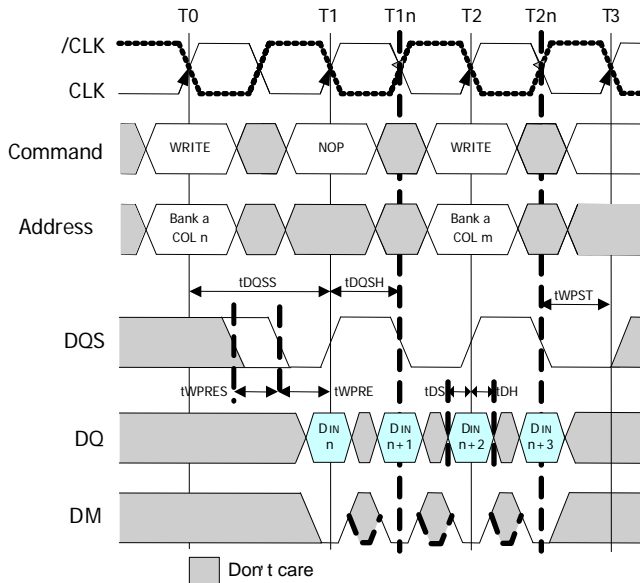 T0 T1 T1n T2 T2n T3
/CLK
CLK
Command WRITE NOP WRITE
Address Bank a COL n Bank a COL m
tDQSS tDQSH tWPST
DQS
tWPRES tWPRE tDS tDH
DQ DIN n DIN n+1 DIN n+2 DIN n+3
DM
Don't care